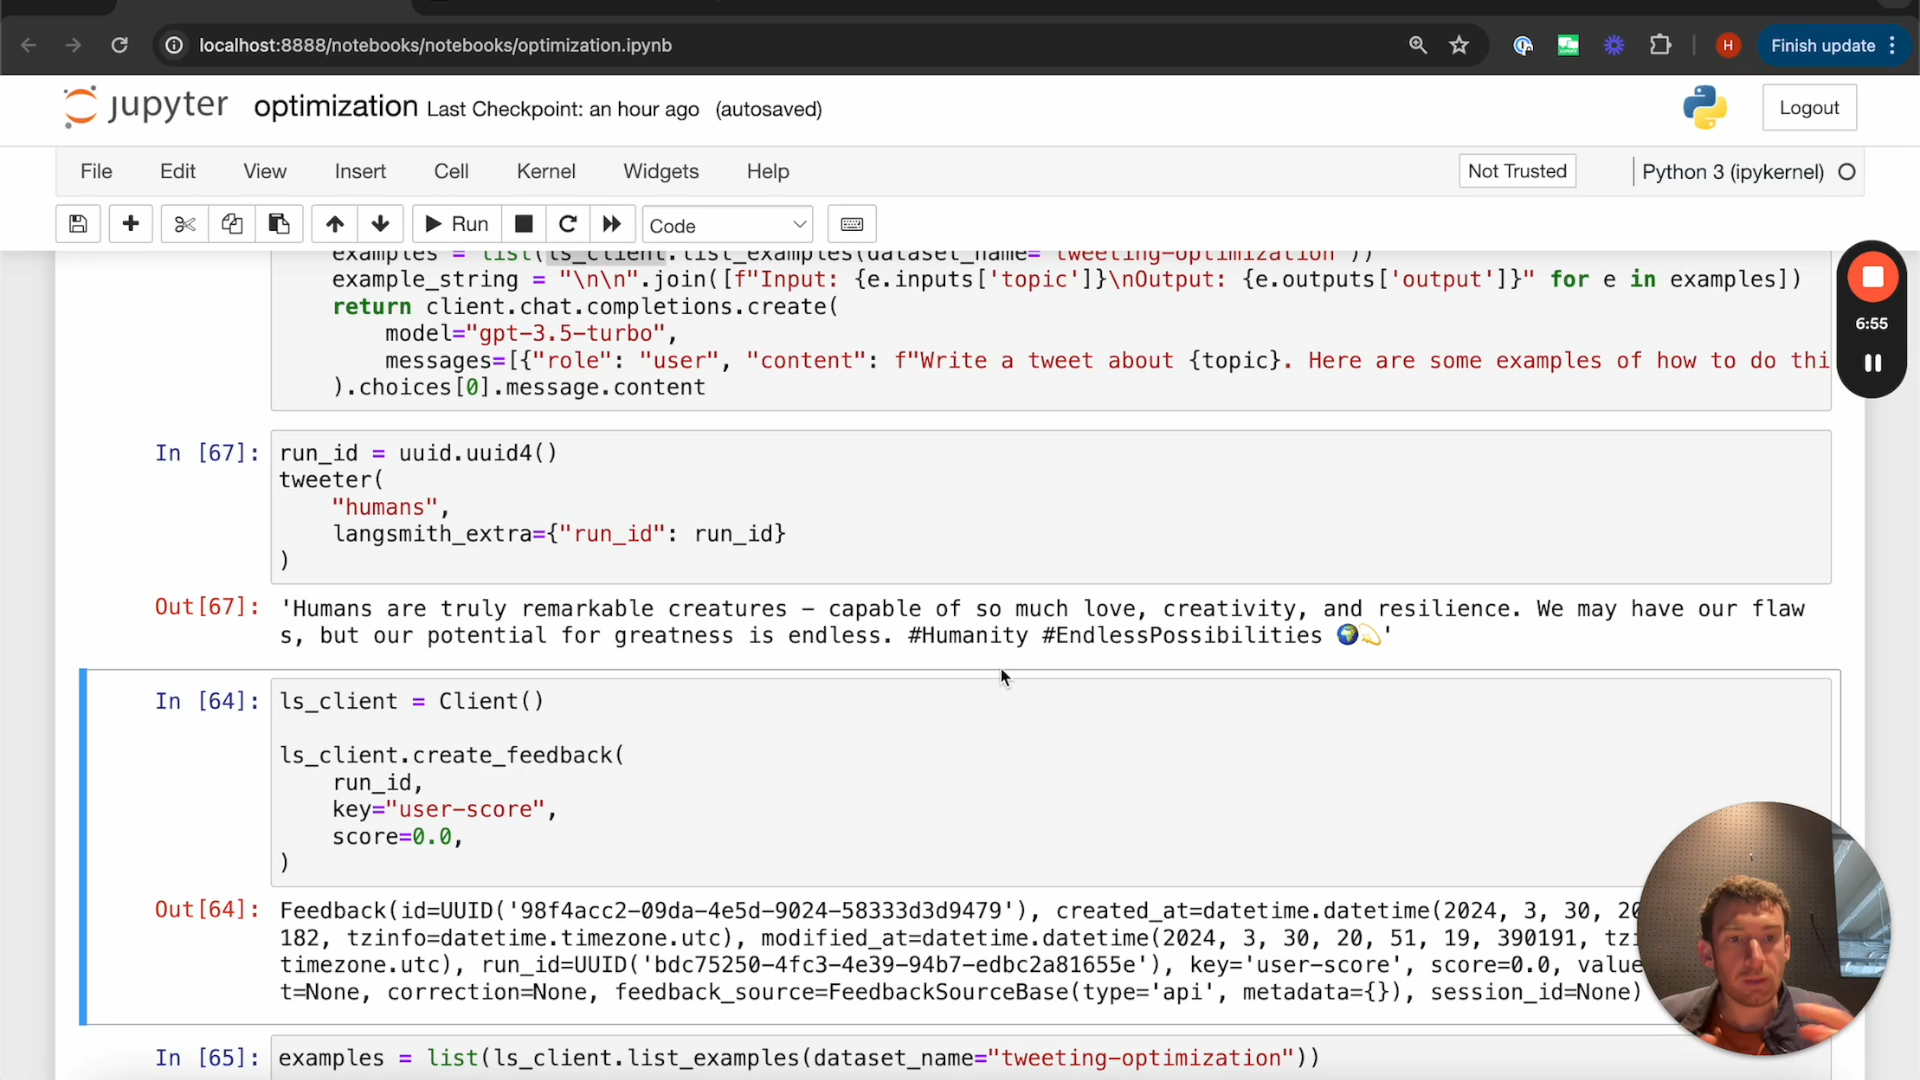 localhost:8888/notebooks/notebooks/optimization.ipynb
H
Finish update
jupyter optimization Last Checkpoint: an hour ago (autosaved)
Logout
File Edit View Insert Cell Kernel Widgets Help
Not Trusted
Python 3 (ipykernel)
Run
Code
examples = list(ls_client.list_examples(dataset_name="tweeting-optimization"))
example_string = "\n\n".join([f"Input: {e.inputs['topic']}\nOutput: {e.outputs['output']}" for e in examples])
return client.chat.completions.create(
model="gpt-3.5-turbo",
messages=[{"role": "user", "content": f"Write a tweet about {topic}. Here are some examples of how to do thi
).choices[0].message.content
6:55
In [67]: run_id = uuid.uuid4()
tweeter(
"humans",
langsmith_extra={"run_id": run_id}
)
Out[67]: 'Humans are truly remarkable creatures – capable of so much love, creativity, and resilience. We may have our flaw
s, but our potential for greatness is endless. #Humanity #EndlessPossibilities 🌍💫'
In [64]: ls_client = Client()
ls_client.create_feedback(
run_id,
key="user-score",
score=0.0,
)
Out[64]: Feedback(id=UUID('98f4acc2-09da-4e5d-9024-58333d3d9479'), created_at=datetime.datetime(2024, 3, 30, 20
182, tzinfo=datetime.timezone.utc), modified_at=datetime.datetime(2024, 3, 30, 20, 51, 19, 390191, tzi
timezone.utc), run_id=UUID('bdc75250-4fc3-4e39-94b7-edbc2a81655e'), key='user-score', score=0.0, value
t=None, correction=None, feedback_source=FeedbackSourceBase(type='api', metadata={}), session_id=None)
In [65]: examples = list(ls_client.list_examples(dataset_name="tweeting-optimization"))